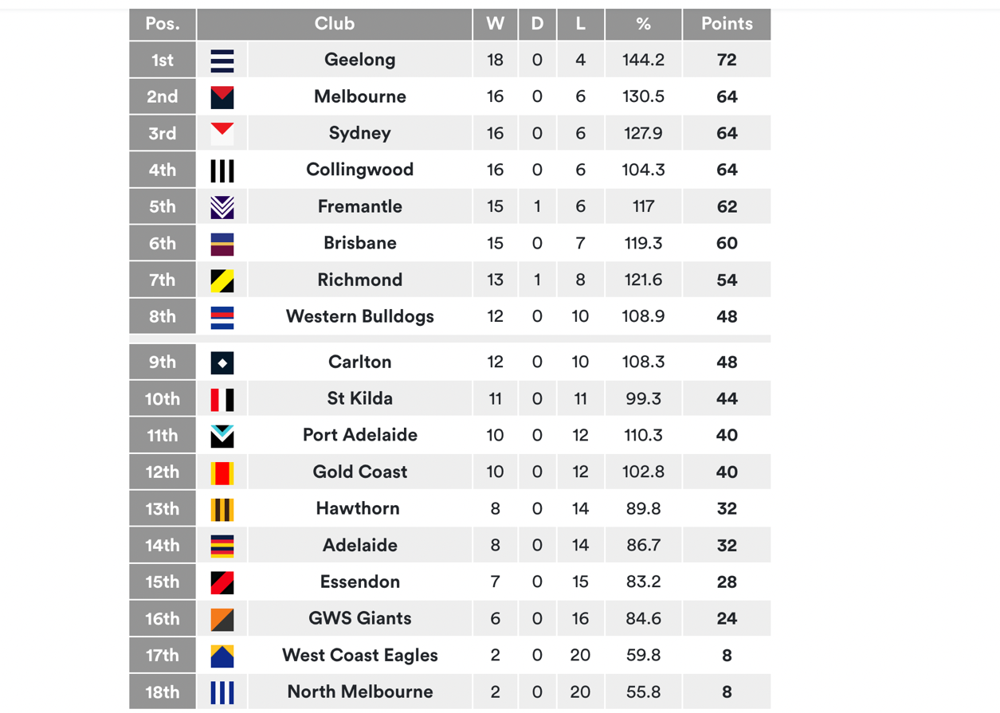 Pos. Club W D L % Points
1st Geelong 18 0 4 144.2 72
2nd Melbourne 16 0 6 130.5 64
3rd Sydney 16 0 6 127.9 64
4th Collingwood 16 0 6 104.3 64
5th Fremantle 15 1 6 117 62
6th Brisbane 15 0 7 119.3 60
7th Richmond 13 1 8 121.6 54
8th Western Bulldogs 12 0 10 108.9 48
9th Carlton 12 0 10 108.3 48
10th St Kilda 11 0 11 99.3 44
11th Port Adelaide 10 0 12 110.3 40
12th Gold Coast 10 0 12 102.8 40
13th Hawthorn 8 0 14 89.8 32
14th Adelaide 8 0 14 86.7 32
15th Essendon 7 0 15 83.2 28
16th GWS Giants 6 0 16 84.6 24
17th West Coast Eagles 2 0 20 59.8 8
18th North Melbourne 2 0 20 55.8 8